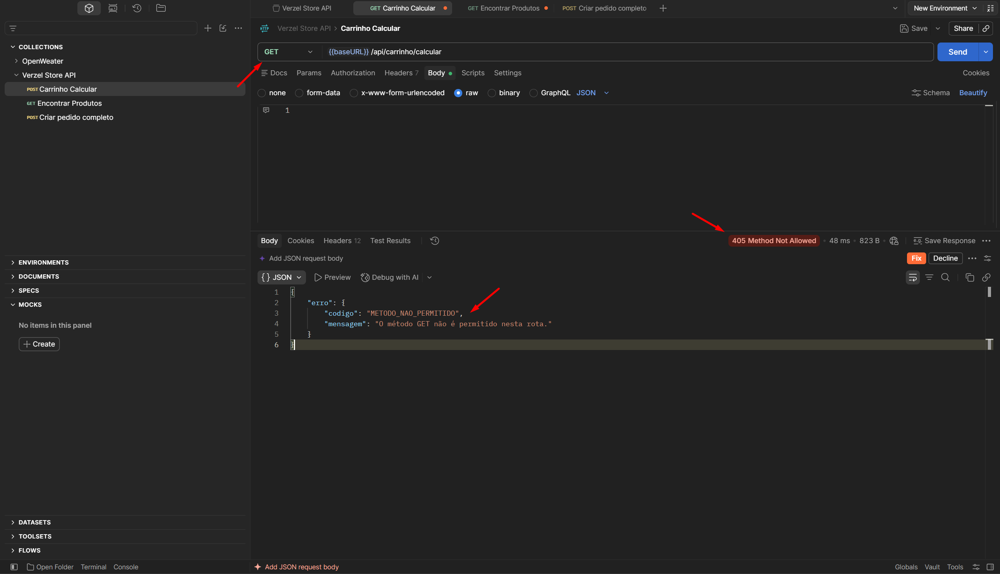 Verzel Store API
GET Carrinho Calcular
GET Encontrar Produtos
POST Criar pedido completo
New Environment
HTTP Verzel Store API > Carrinho Calcular
Save
Share
COLLECTIONS
OpenWeater
Verzel Store API
POST Carrinho Calcular
GET Encontrar Produtos
POST Criar pedido completo
GET
{{baseURL}} /api/carrinho/calcular
Send
Docs Params Authorization Headers 7 Body Scripts Settings
Cookies
none form-data x-www-form-urlencoded raw binary GraphQL JSON
Schema Beautify
1
Body Cookies Headers 12 Test Results
405 Method Not Allowed • 48 ms • 823 B •
e.g. Save Response
Add JSON request body
Fix Decline
{} JSON Preview Debug with AI
1 {
2 "erro": {
3 "codigo": "METODO_NAO_PERMITIDO",
4 "mensagem": "O método GET não é permitido nesta rota."
5 }
6 }
ENVIRONMENTS
DOCUMENTS
SPECS
MOCKS
No items in this panel
Create
DATASETS
TOOLSETS
FLOWS
Open Folder Terminal Console
Add JSON request body
Globals Vault Tools